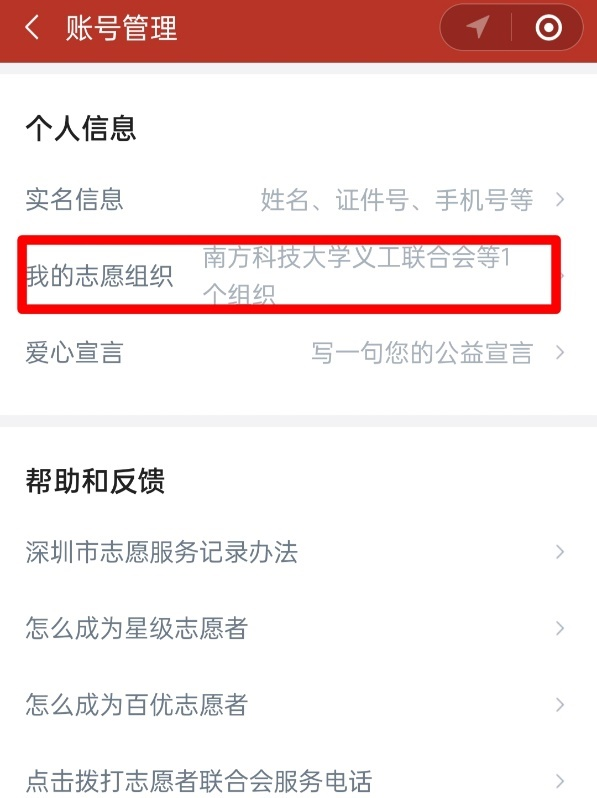 账号管理
个人信息
实名信息 姓名、证件号、手机号等
我的志愿组织 南方科技大学义工联合会等1
个组织
爱心宣言 写一句您的公益宣言
帮助和反馈
深圳市志愿服务记录办法
怎么成为星级志愿者
怎么成为百优志愿者
点击拨打志愿者联合会服务电话